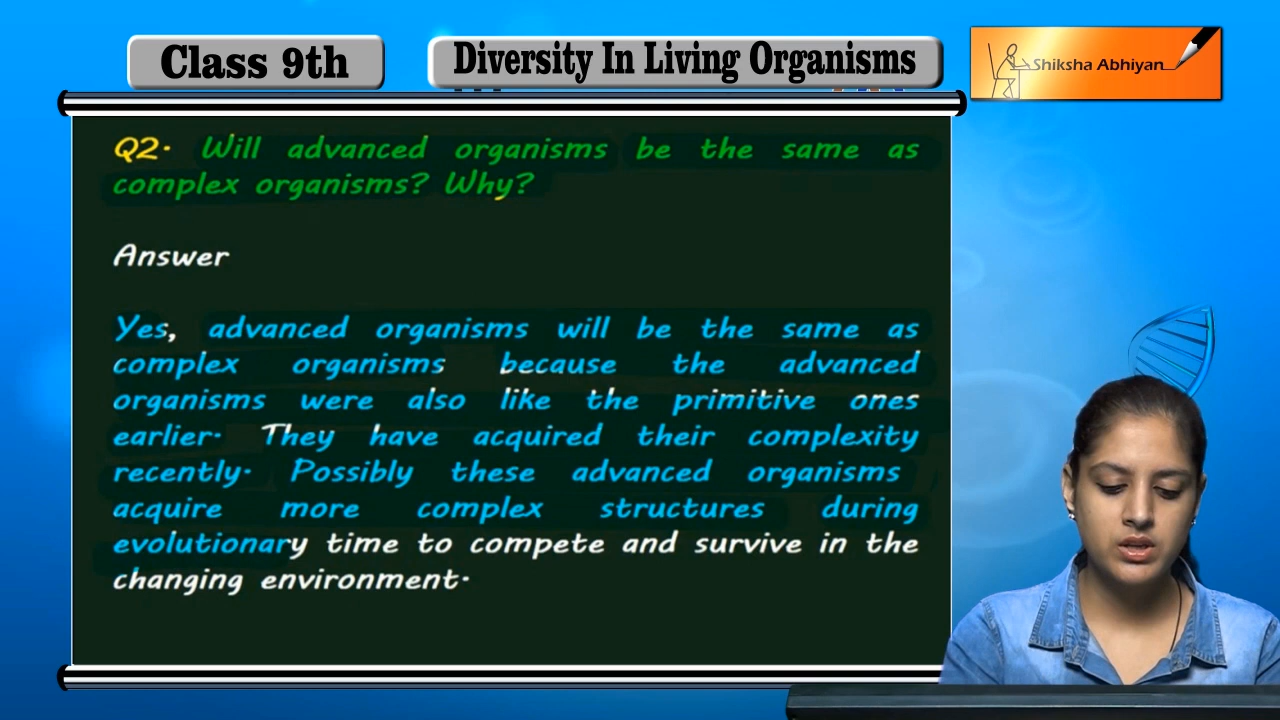 Class 9th
Diversity In Living Organisms
Shiksha Abhiyan
Q2. Will advanced organisms be the same as
complex organisms? Why?
Answer
Yes, advanced organisms will be the same as
complex organisms because the advanced
organisms were also like the primitive ones
earlier. They have acquired their complexity
recently. Possibly these advanced organisms
acquire more complex structures during
evolutionary time to compete and survive in the
changing environment.